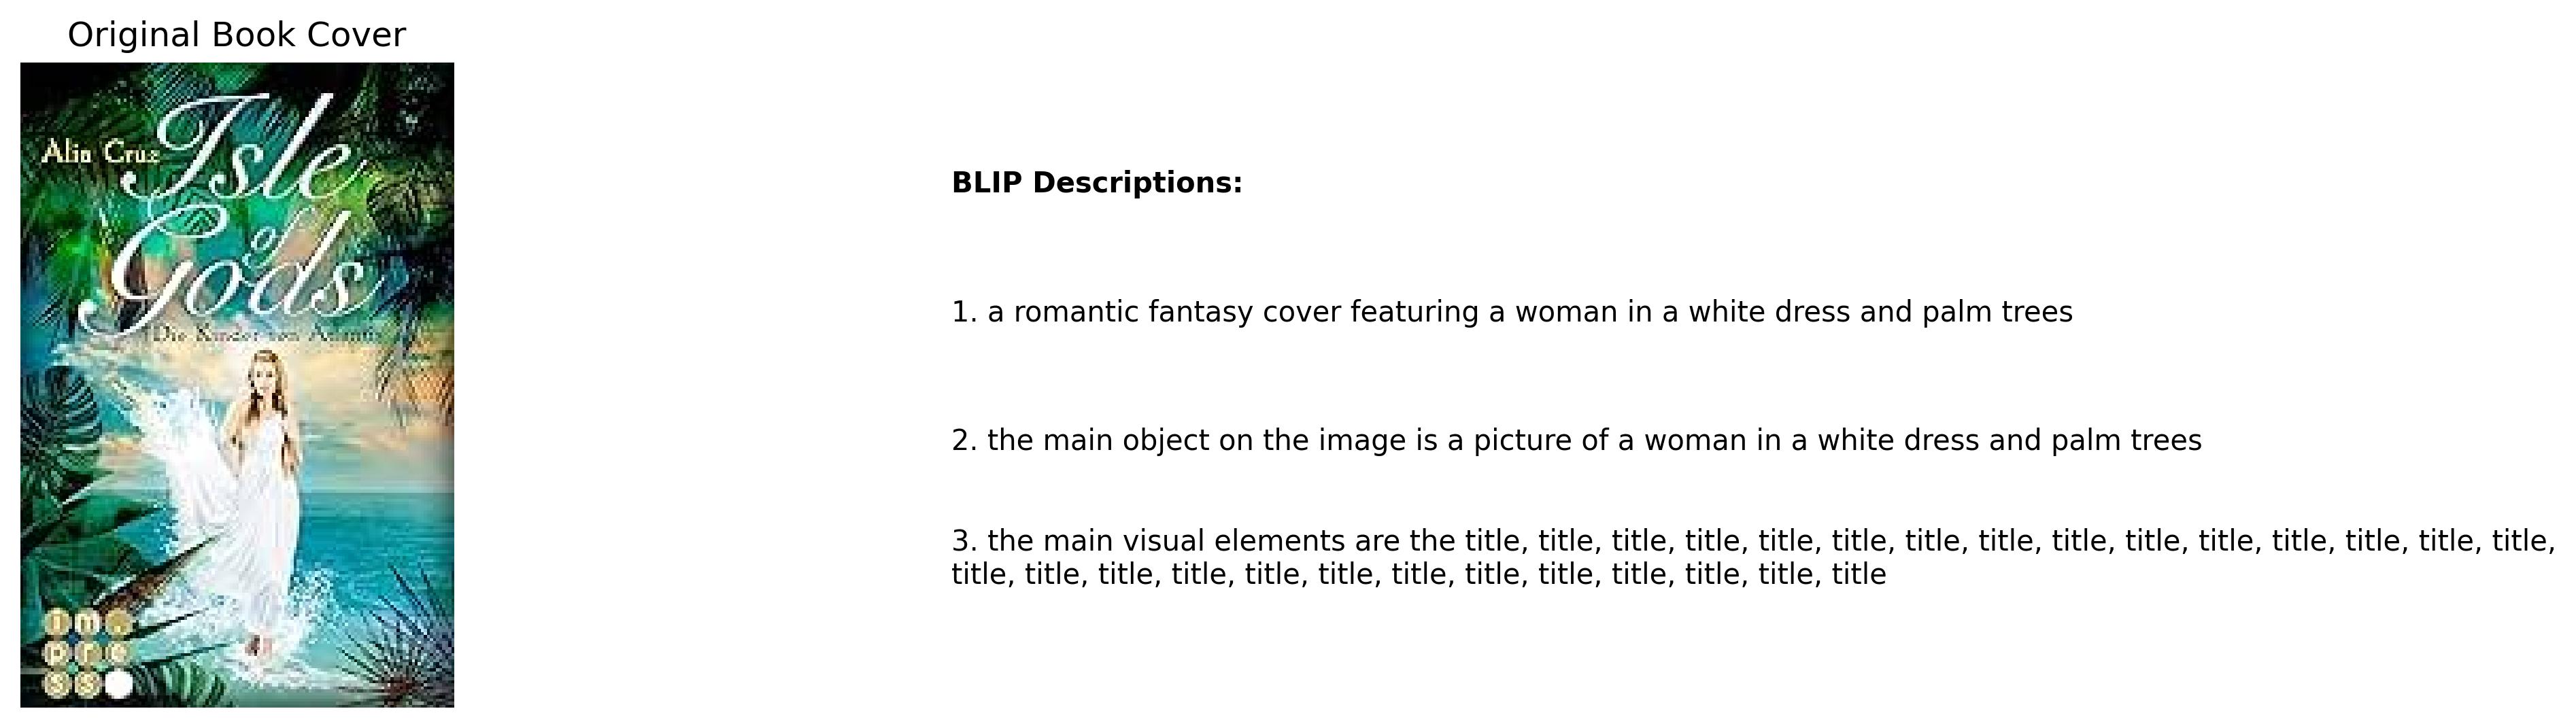 Original Book Cover
Alia Cruz
Isle
of
Gods
Die Kinder von Atlantis
im.
pre
ss
BLIP Descriptions:
1. a romantic fantasy cover featuring a woman in a white dress and palm trees
2. the main object on the image is a picture of a woman in a white dress and palm trees
3. the main visual elements are the title, title, title, title, title, title, title, title, title, title, title, title, title, title, title,
title, title, title, title, title, title, title, title, title, title, title, title, title